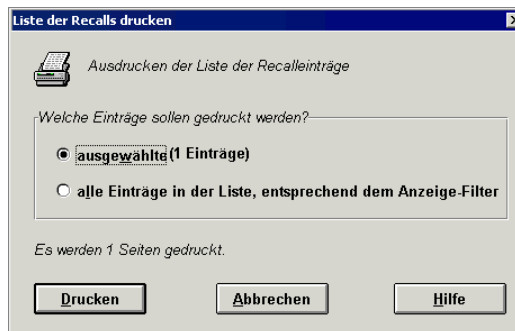 Liste der Recalls drucken
Ausdrucken der Liste der Recalleinträge
Welche Einträge sollen gedruckt werden?
ausgewählte (1 Einträge)
alle Einträge in der Liste, entsprechend dem Anzeige-Filter
Es werden 1 Seiten gedruckt.
Drucken Abbrechen Hilfe